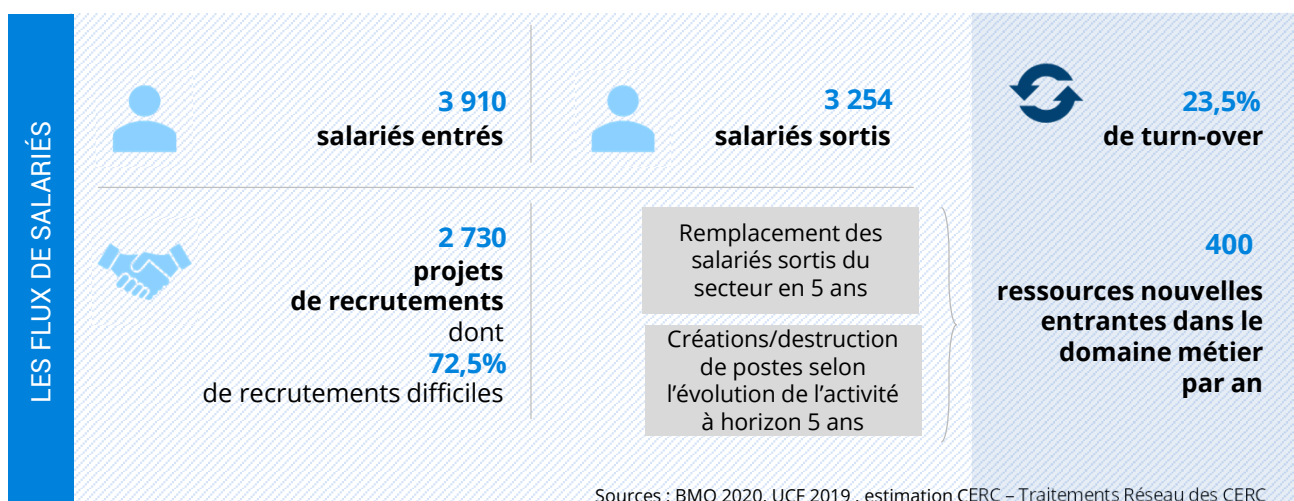 LES FLUX DE SALARIÉS
3 910
salariés entrés
3 254
salariés sortis
23,5%
de turn-over
2 730
projets
de recrutements
dont
72,5%
de recrutements difficiles
Remplacement des
salariés sortis du
secteur en 5 ans
Créations/destruction
de postes selon
l’évolution de l’activité
à horizon 5 ans
400
ressources nouvelles
entrantes dans le
domaine métier
par an
Sources : BMO 2020, UCF 2019 , estimation CERC – Traitements Réseau des CERC